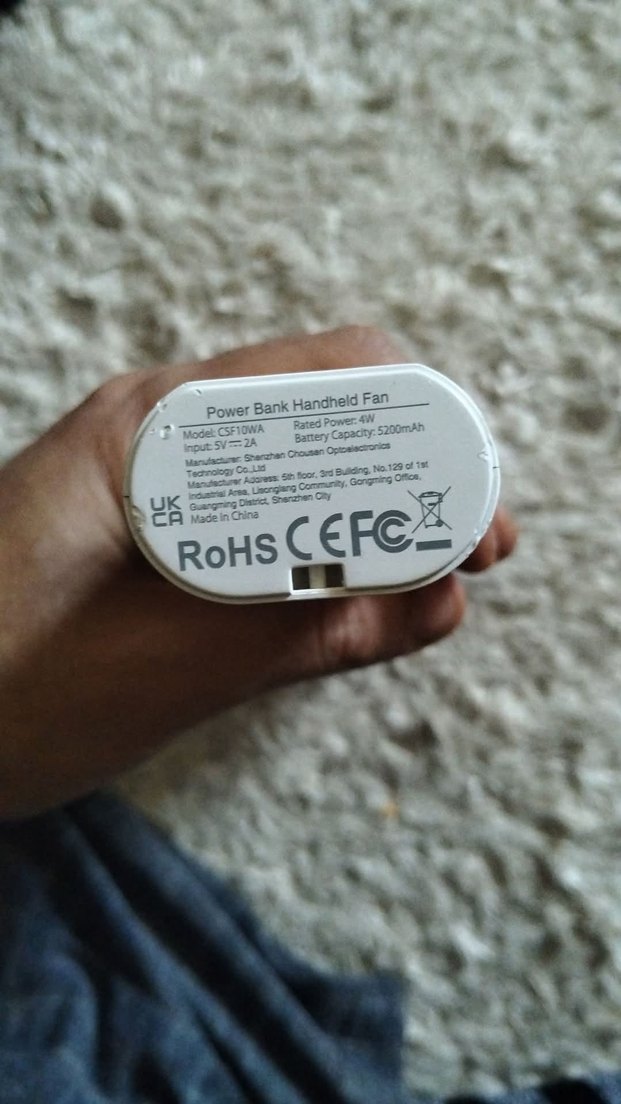 Power Bank Handheld Fan
Model: CSF10WA Rated Power: 4W
Input: 5V⎓2A Battery Capacity: 5200mAh
Manufacturer: Shenzhen Chousen Optoelectronics
Technology Co.,Ltd
Manufacturer Address: 5th floor, 3rd Building, No.129 of 1st
Industrial Area, Lisongiang Community, Gongming Office,
Guangming District, Shenzhen City
Made in China
UK
CA
RoHS CE FC